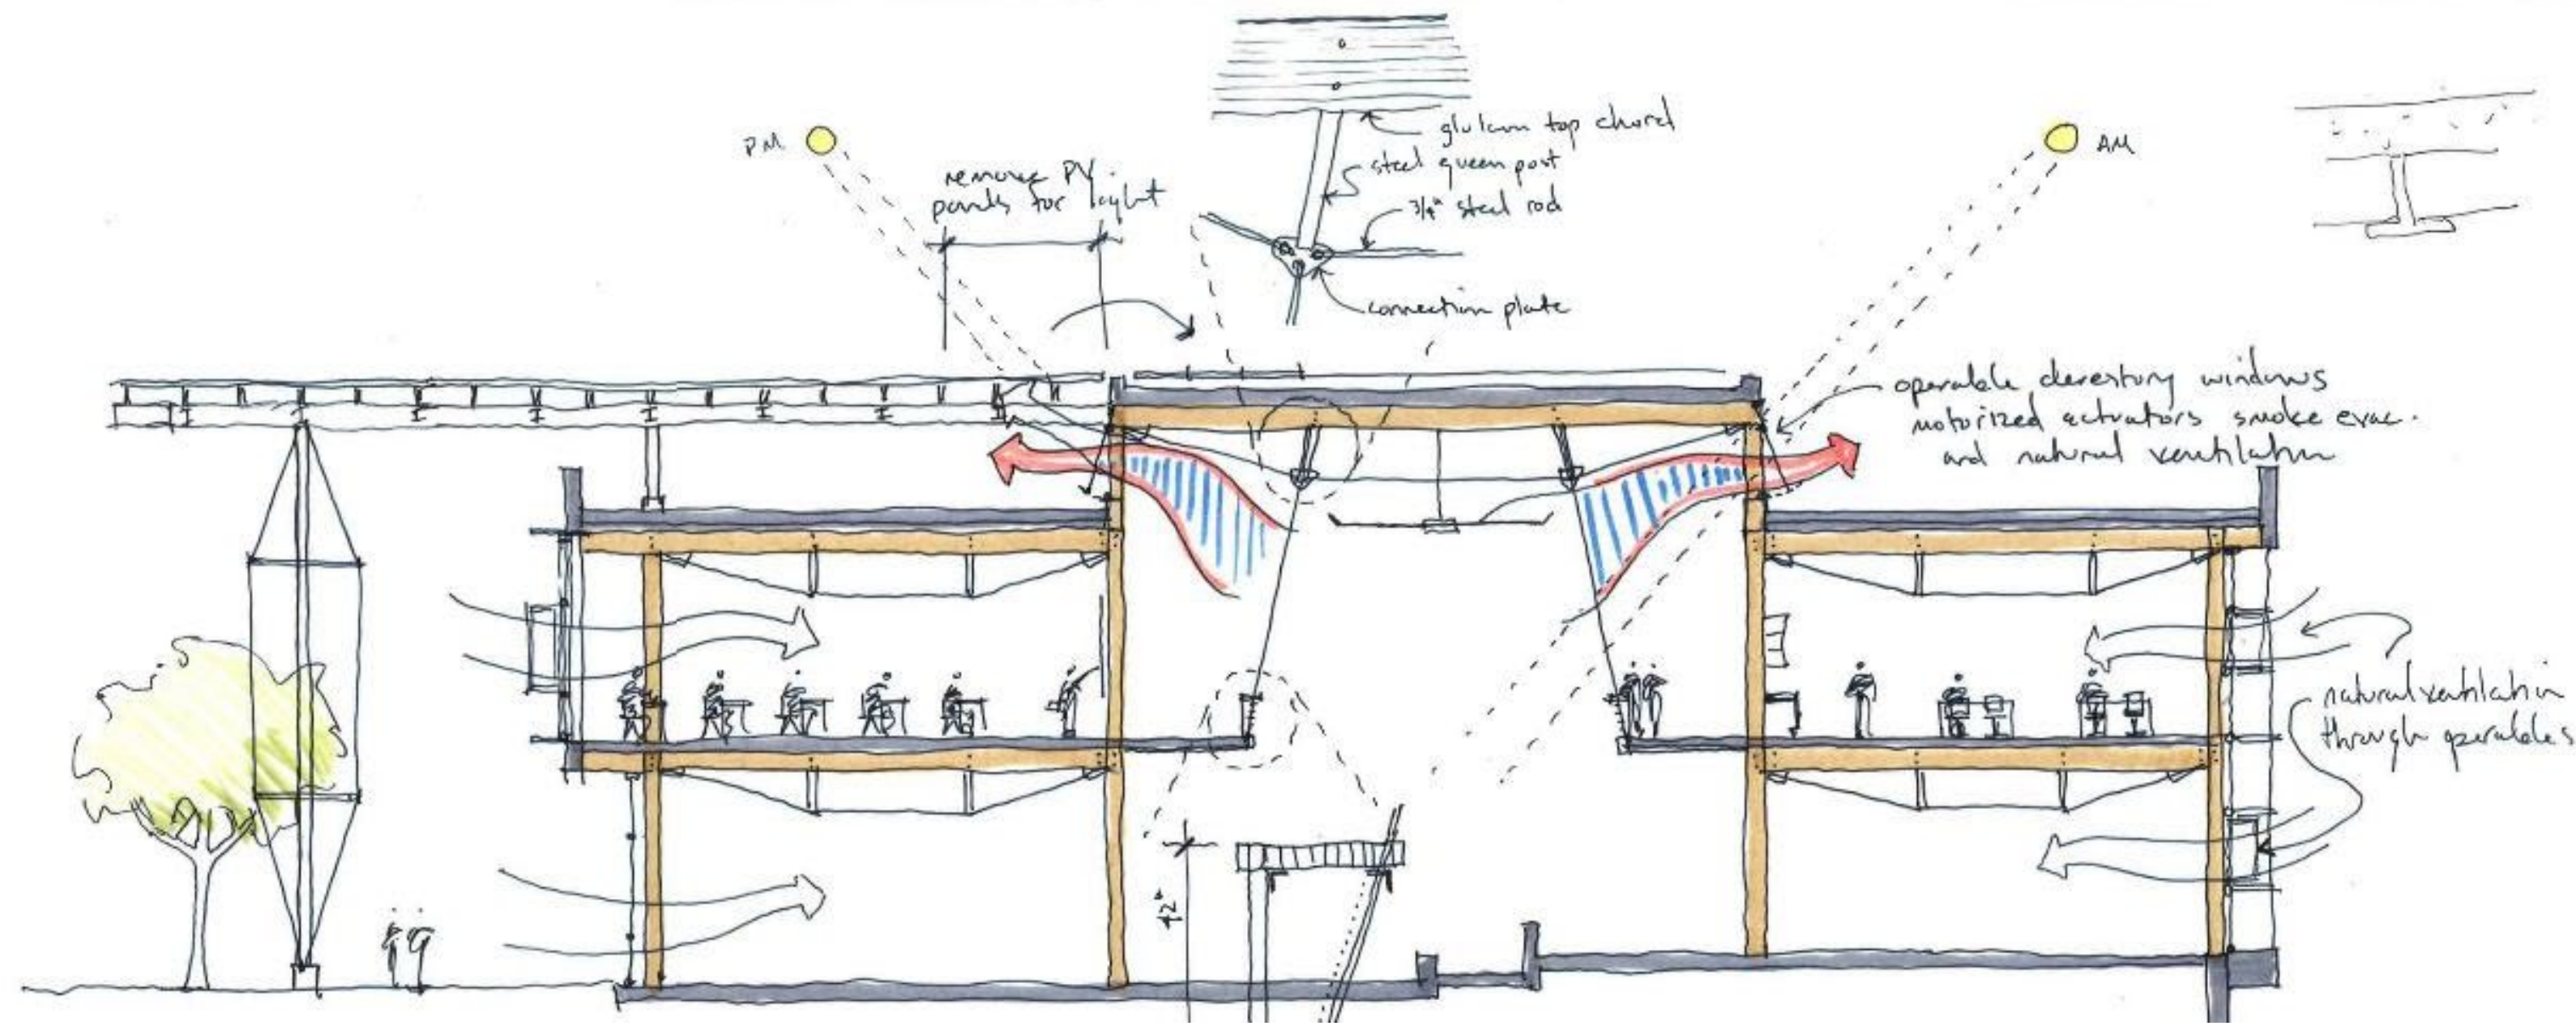 glulam top chord
steel queen post
3/4" steel rod
connection plate
PM
remove PV
panels for light
AM
operable clerestory windows
motorized actuators smoke evac.
and natural ventilation
natural ventilation
through operables
42"